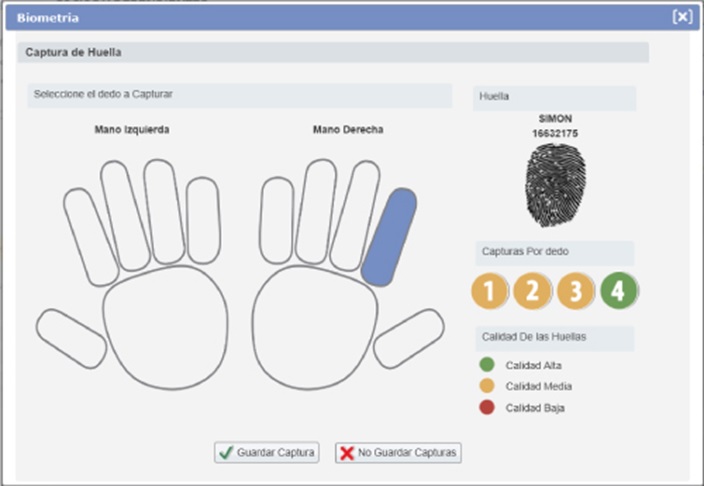 Biometria
[×]
Captura de Huella
Seleccione el dedo a Capturar
Mano Izquierda
Mano Derecha
Huella
SIMON
16632175
Capturas Por dedo
1 2 3 4
Calidad De las Huellas
Calidad Alta
Calidad Media
Calidad Baja
Guardar Captura
No Guardar Capturas